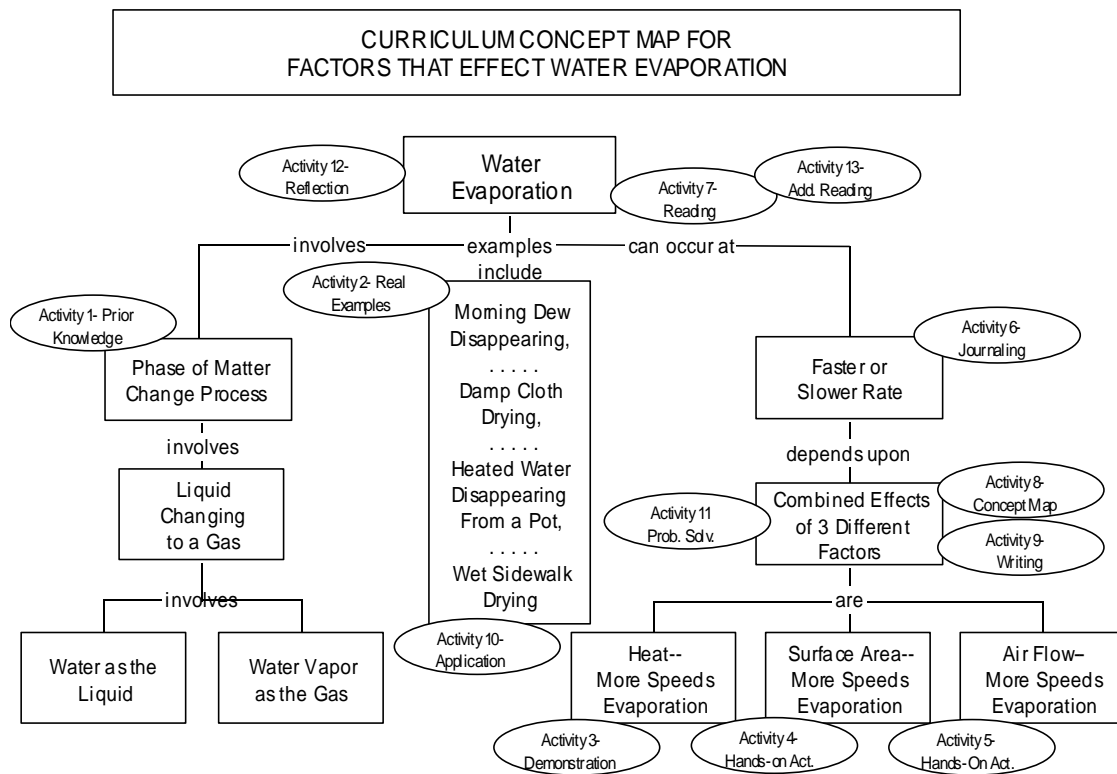 CURRICULUM CONCEPT MAP FOR
FACTORS THAT EFFECT WATER EVAPORATION
Activity 12-
Reflection
Water
Evaporation
Activity 7-
Reading
Activity 13-
Add. Reading
involves
examples
include
can occur at
Activity 1- Prior
Knowledge
Phase of Matter
Change Process
involves
Liquid
Changing
to a Gas
involves
Water as the
Liquid
Water Vapor
as the Gas
Activity 2- Real
Examples
Morning Dew
Disappearing,
. . . . .
Damp Cloth
Drying,
. . . . .
Heated Water
Disappearing
From a Pot,
. . . . .
Wet Sidewalk
Drying
Activity 10-
Application
Activity 6-
Journaling
Faster or
Slower Rate
depends upon
Activity 11
Prob. Solv.
Combined Effects
of 3 Different
Factors
Activity 8-
Concept Map
Activity 9-
Writing
are
Heat--
More Speeds
Evaporation
Surface Area--
More Speeds
Evaporation
Air Flow–
More Speeds
Evaporation
Activity 3-
Demonstration
Activity 4-
Hands-on Act.
Activity 5-
Hands-On Act.